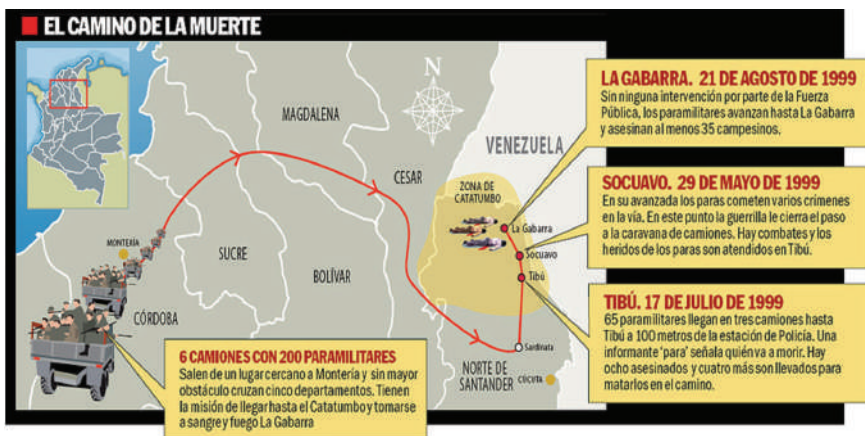 EL CAMINO DE LA MUERTE
N
MAGDALENA
CESAR
VENEZUELA
ZONA DE
CATATUMBO
La Gabarra
Socuavo
Tibú
MONTERÍA
SUCRE
BOLÍVAR
CÓRDOBA
Sardinata
NORTE DE
SANTANDER
CÚCUTA
LA GABARRA. 21 DE AGOSTO DE 1999
Sin ninguna intervención por parte de la Fuerza
Pública, los paramilitares avanzan hasta La Gabarra
y asesinan al menos 35 campesinos.
SOCUAVO. 29 DE MAYO DE 1999
En su avanzada los paras cometen varios crímenes
en la vía. En este punto la guerrilla le cierra el paso
a la caravana de camiones. Hay combates y los
heridos de los paras son atendidos en Tibú.
TIBÚ. 17 DE JULIO DE 1999
65 paramilitares llegan en tres camiones hasta
Tibú a 100 metros de la estación de Policía. Una
informante 'para' señala quién va a morir. Hay
ocho asesinados y cuatro más son llevados para
matarlos en el camino.
6 CAMIONES CON 200 PARAMILITARES
Salen de un lugar cercano a Montería y sin mayor
obstáculo cruzan cinco departamentos. Tienen
la misión de llegar hasta el Catatumbo y tomarse
a sangre y fuego La Gabarra